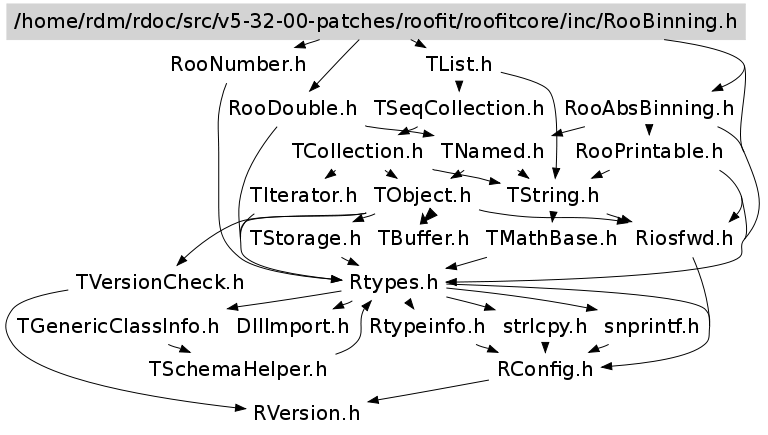 /home/rdm/rdoc/src/v5-32-00-patches/roofit/roofitcore/inc/RooBinning.h
RooNumber.h TList.h
RooDouble.h TSeqCollection.h RooAbsBinning.h
TCollection.h TNamed.h RooPrintable.h
TIterator.h TObject.h TString.h
TStorage.h TBuffer.h TMathBase.h Riosfwd.h
TVersionCheck.h Rtypes.h
TGenericClassInfo.h DllImport.h Rtypeinfo.h strlcpy.h snprintf.h
TSchemaHelper.h RConfig.h
RVersion.h